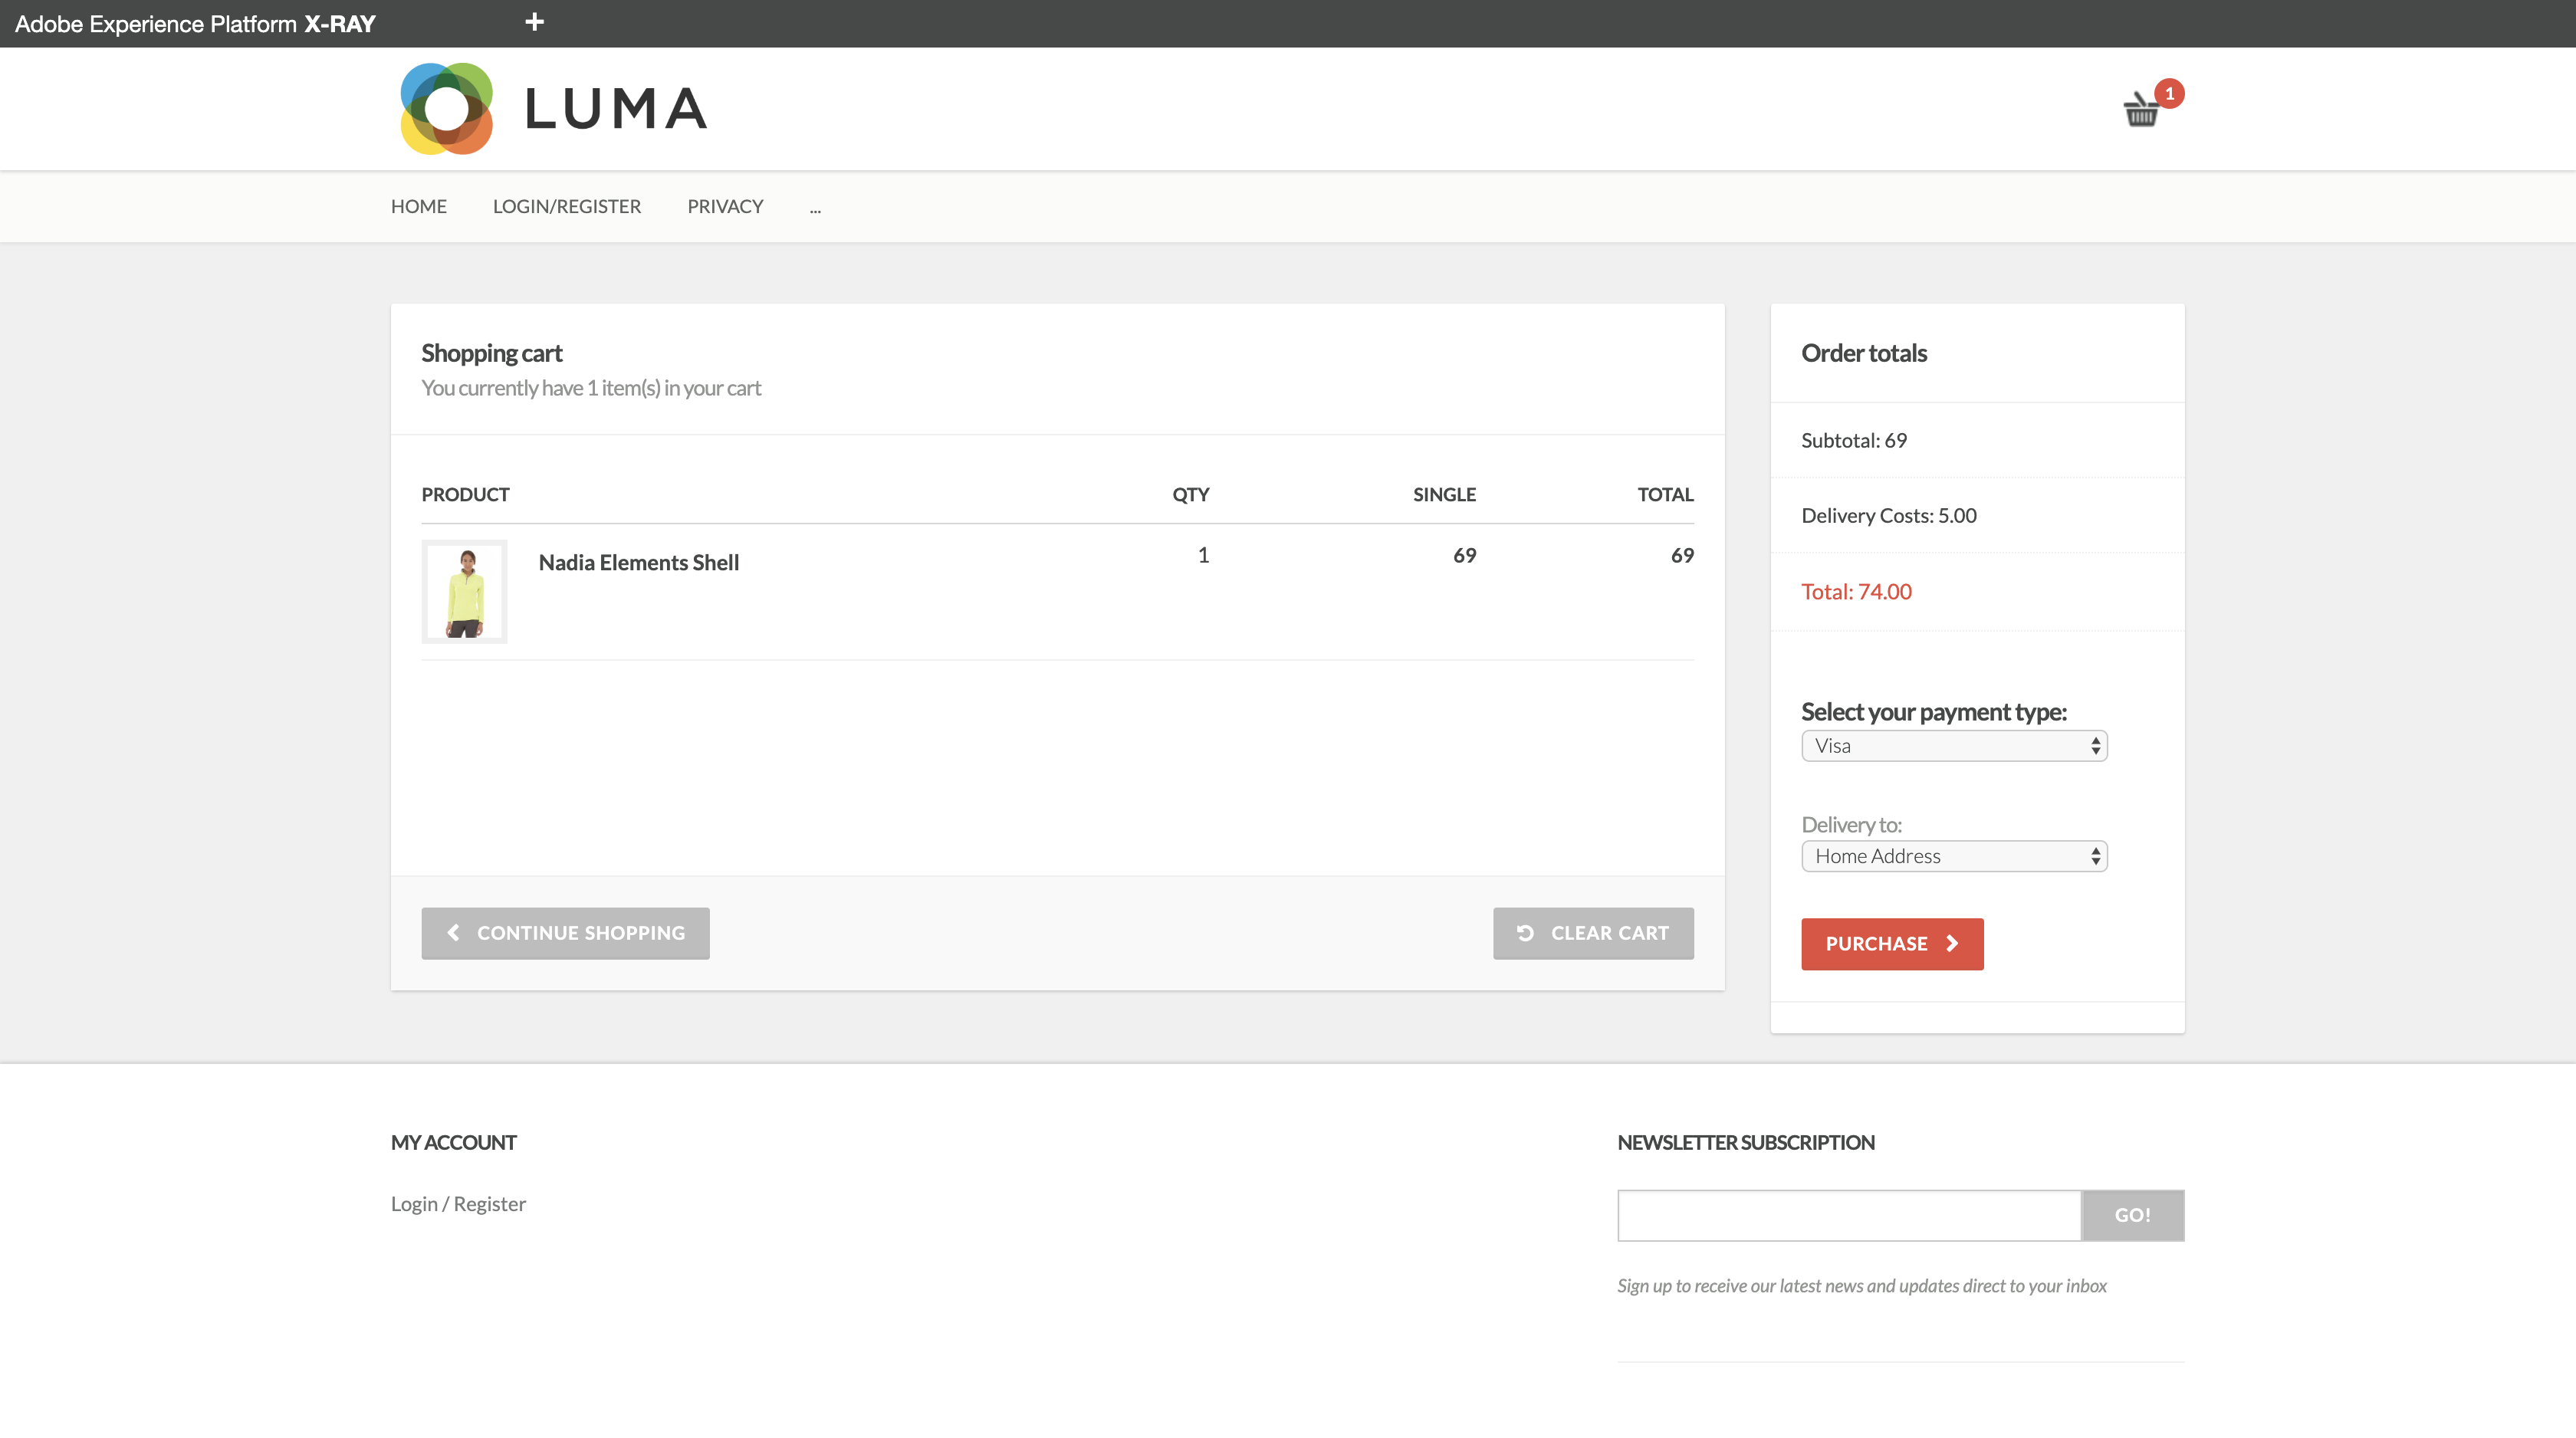 Adobe Experience Platform X-RAY +
LUMA
1
HOME LOGIN/REGISTER PRIVACY ...
Shopping cart
You currently have 1 item(s) in your cart
PRODUCT QTY SINGLE TOTAL
Nadia Elements Shell 1 69 69
CONTINUE SHOPPING CLEAR CART
Order totals
Subtotal: 69
Delivery Costs: 5.00
Total: 74.00
Select your payment type:
Visa
Delivery to:
Home Address
PURCHASE
MY ACCOUNT
Login / Register
NEWSLETTER SUBSCRIPTION
GO!
Sign up to receive our latest news and updates direct to your inbox